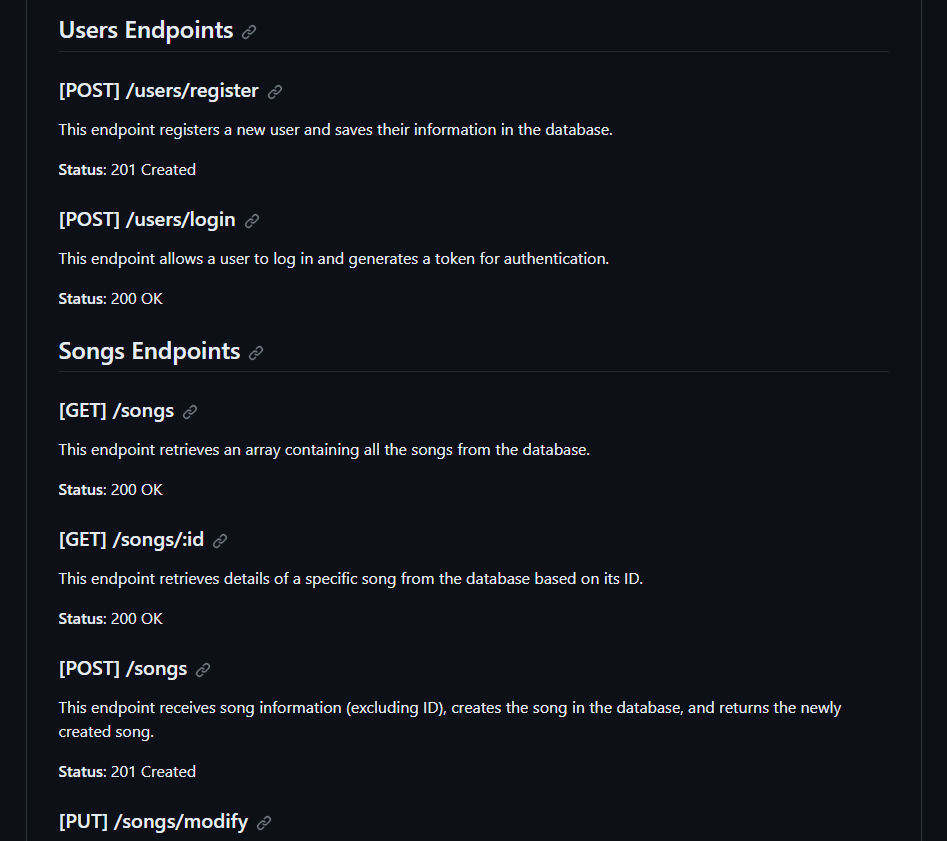 Users Endpoints
[POST] /users/register
This endpoint registers a new user and saves their information in the database.
Status: 201 Created
[POST] /users/login
This endpoint allows a user to log in and generates a token for authentication.
Status: 200 OK
Songs Endpoints
[GET] /songs
This endpoint retrieves an array containing all the songs from the database.
Status: 200 OK
[GET] /songs/:id
This endpoint retrieves details of a specific song from the database based on its ID.
Status: 200 OK
[POST] /songs
This endpoint receives song information (excluding ID), creates the song in the database, and returns the newly
created song.
Status: 201 Created
[PUT] /songs/modify